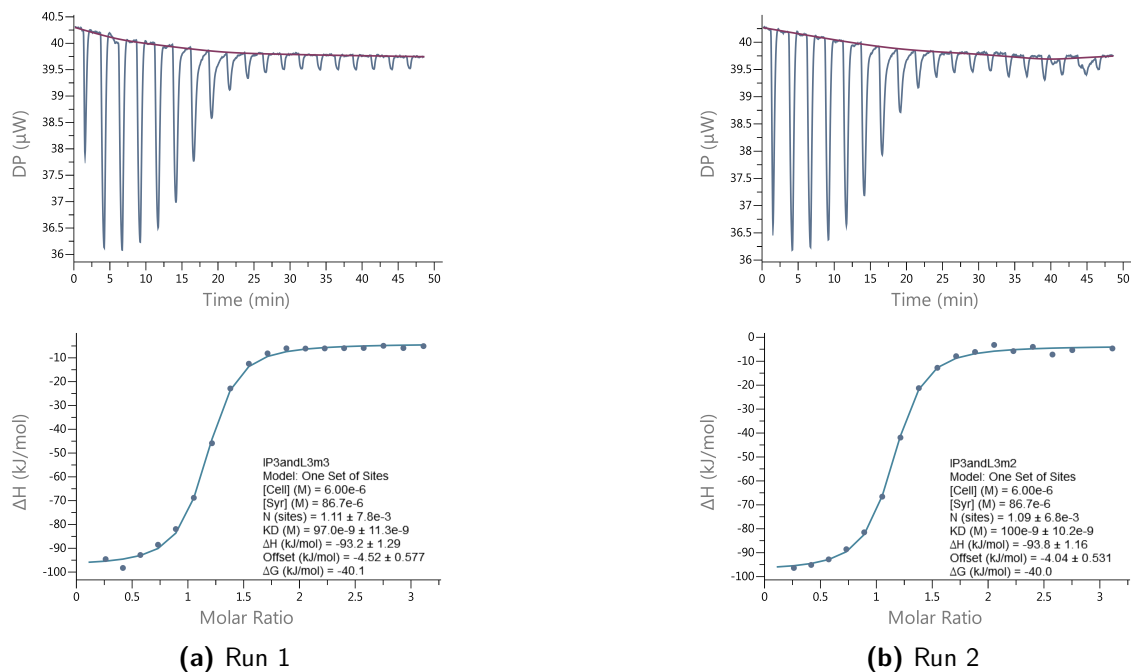 40.5
40
39.5
39
38.5
38
37.5
37
36.5
36
DP (µW)
0 5 10 15 20 25 30 35 40 45 50
Time (min)
40.5
40
39.5
39
38.5
38
37.5
37
36.5
36
DP (µW)
0 5 10 15 20 25 30 35 40 45 50
Time (min)
-10
-20
-30
-40
-50
-60
-70
-80
-90
-100
ΔH (kJ/mol)
IP3andL3m3
Model: One Set of Sites
[Cell] (M) = 6.00e-6
[Syr] (M) = 86.7e-6
N (sites) = 1.11 ± 7.8e-3
KD (M) = 97.0e-9 ± 11.3e-9
ΔH (kJ/mol) = -93.2 ± 1.29
Offset (kJ/mol) = -4.52 ± 0.577
ΔG (kJ/mol) = -40.1
0 0.5 1 1.5 2 2.5 3
Molar Ratio
0
-10
-20
-30
-40
-50
-60
-70
-80
-90
-100
ΔH (kJ/mol)
IP3andL3m2
Model: One Set of Sites
[Cell] (M) = 6.00e-6
[Syr] (M) = 86.7e-6
N (sites) = 1.09 ± 6.8e-3
KD (M) = 100e-9 ± 10.2e-9
ΔH (kJ/mol) = -93.8 ± 1.16
Offset (kJ/mol) = -4.04 ± 0.531
ΔG (kJ/mol) = -40.0
0 0.5 1 1.5 2 2.5 3
Molar Ratio
(a) Run 1
(b) Run 2